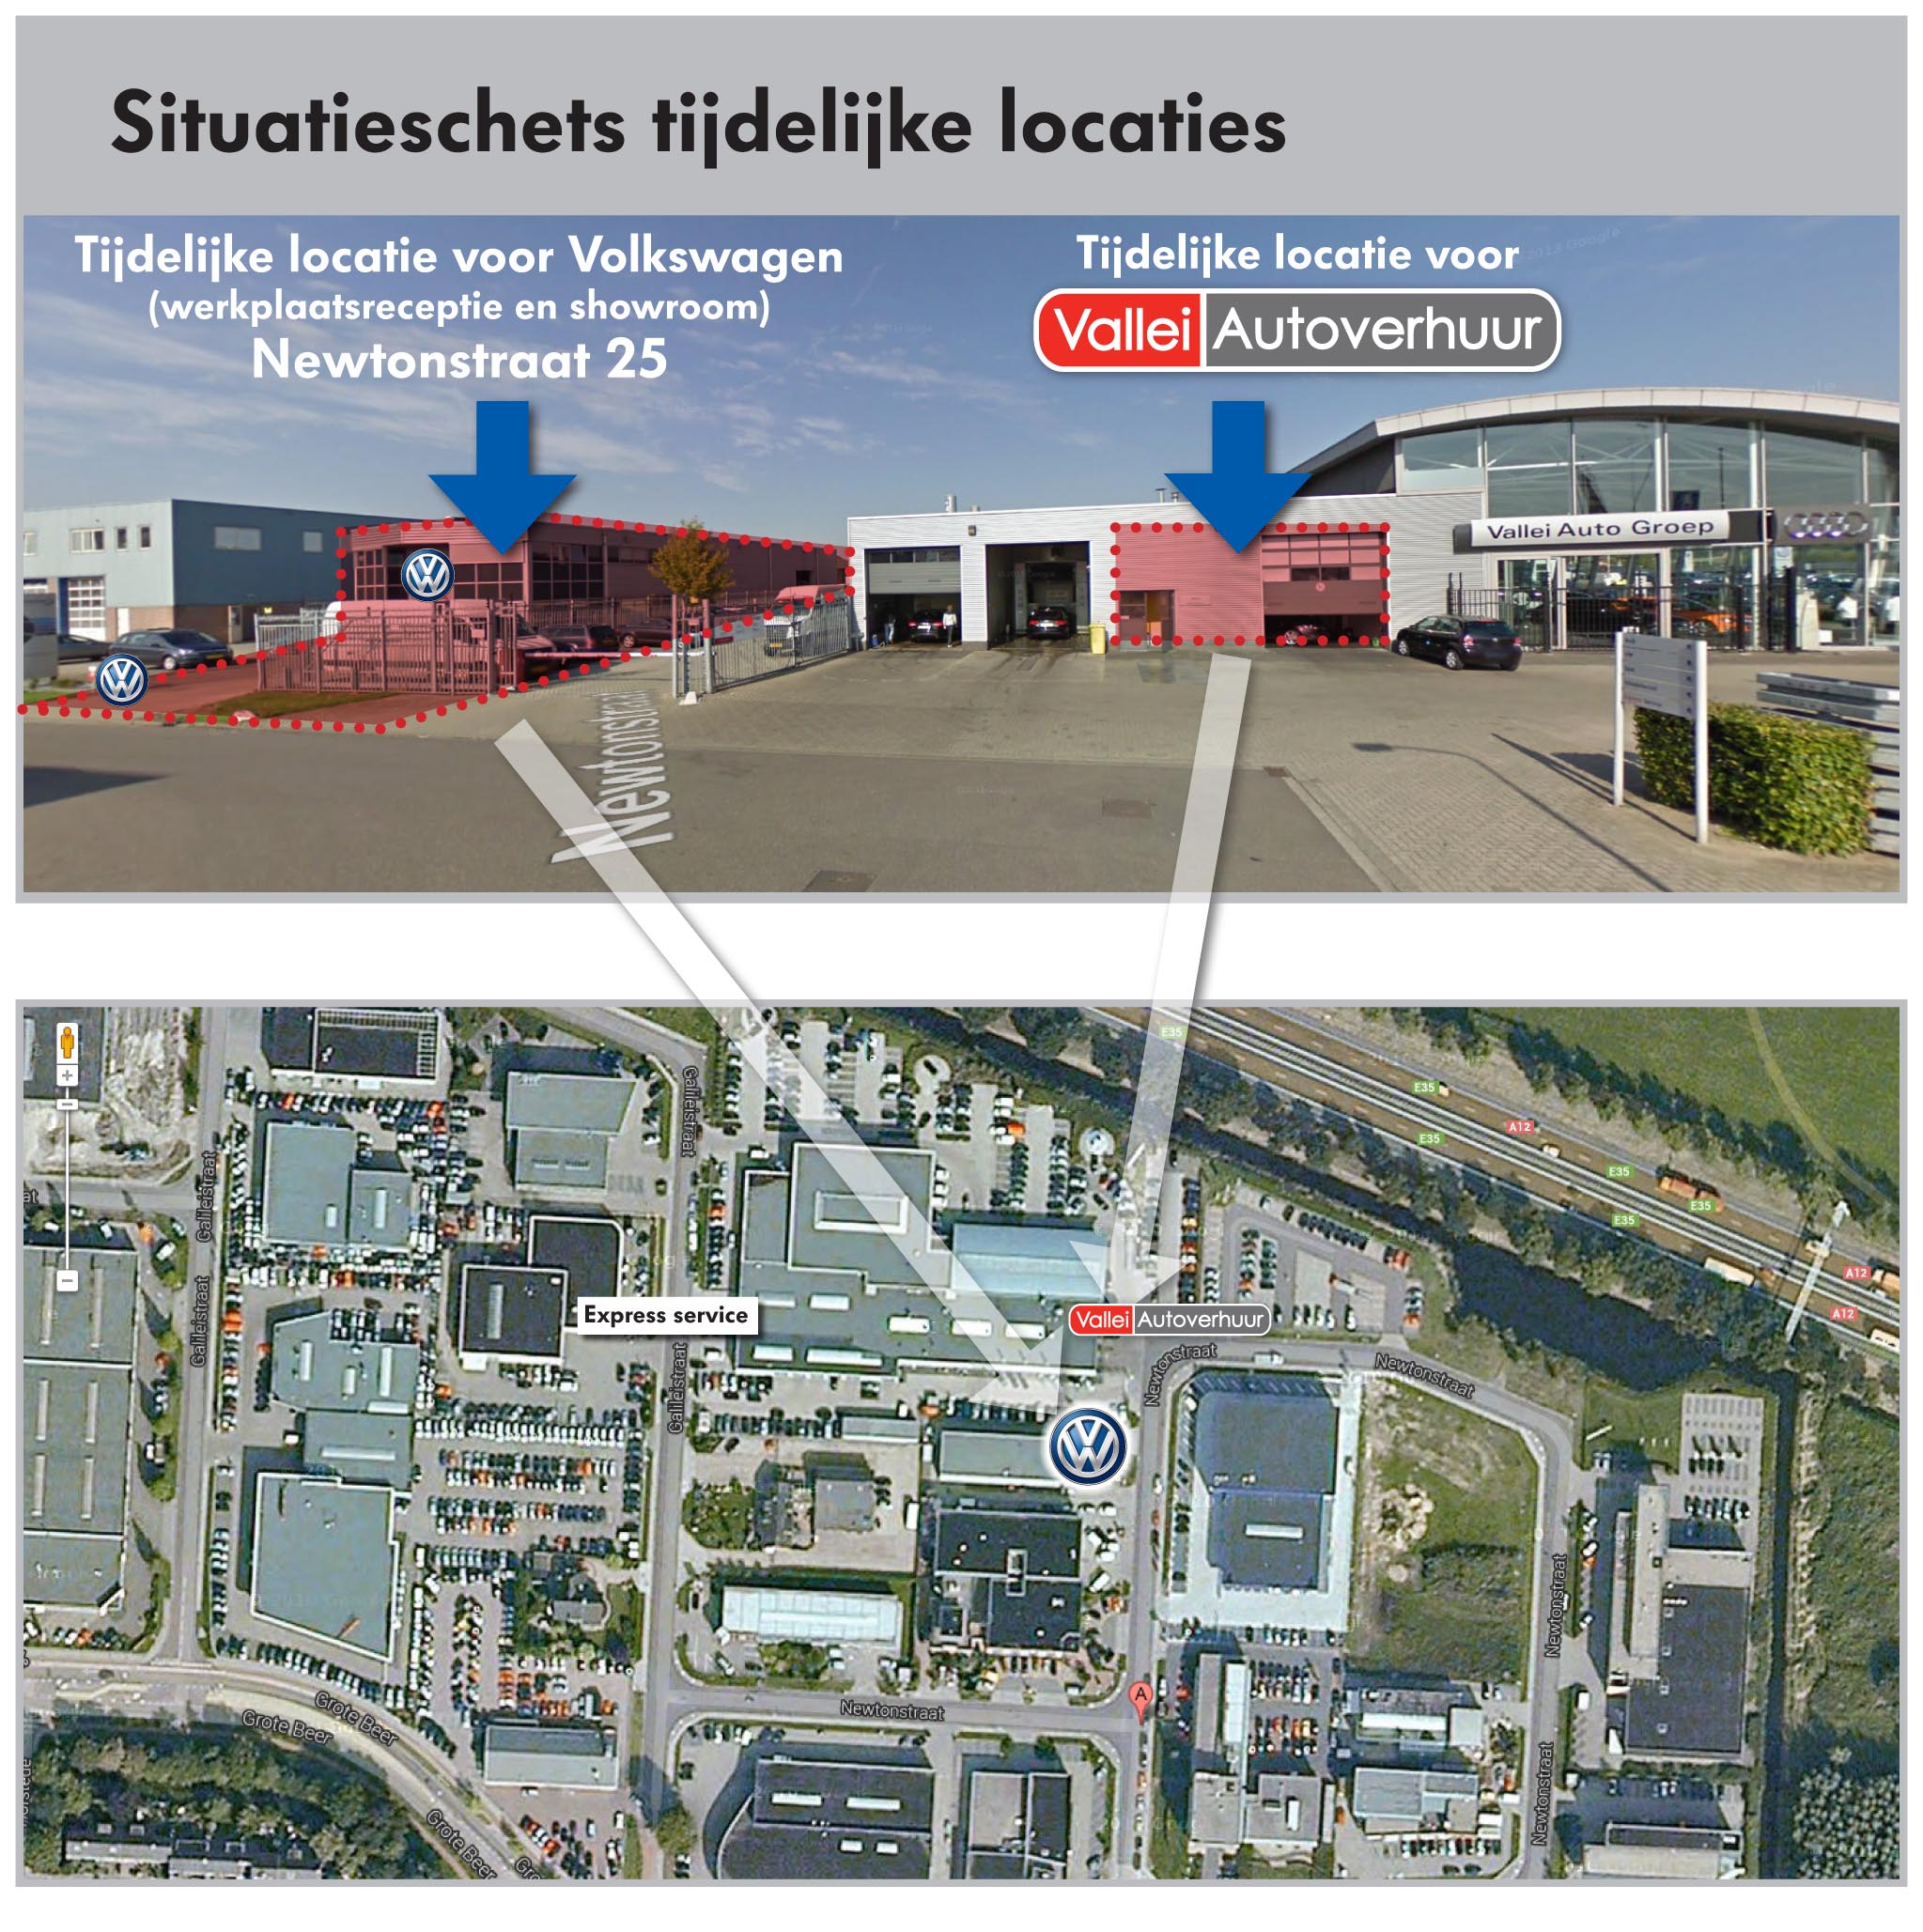 Situatieschets tijdelijke locaties
Tijdelijke locatie voor Volkswagen
(werkplaatsreceptie en showroom)
Newtonstraat 25
Tijdelijke locatie voor
Vallei Autoverhuur
Vallei Auto Groep
Newtonstraat
E35
E35
A12
E35
E35
E35
E35
A12
A12
Galileistraat
Galileistraat
Galileistraat
Galileistraat
Express service
Vallei Autoverhuur
Newtonstraat
Newtonstraat
Newtonstraat
Newtonstraat
A
Newtonstraat
Grote Beer
Grote Beer
Grote Beer